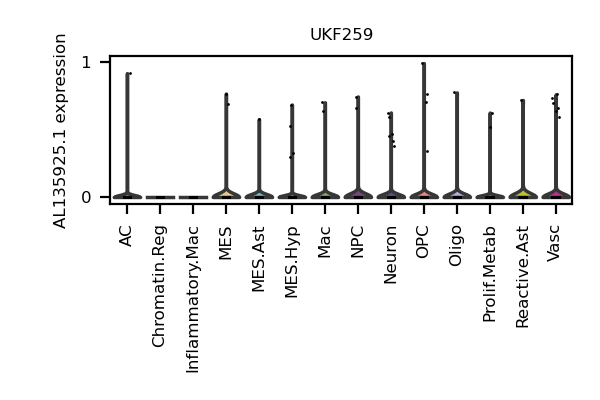 UKF259
AL135925.1 expression
1
0
AC
Chromatin.Reg
Inflammatory.Mac
MES
MES.Ast
MES.Hyp
Mac
NPC
Neuron
OPC
Oligo
Prolif.Metab
Reactive.Ast
Vasc